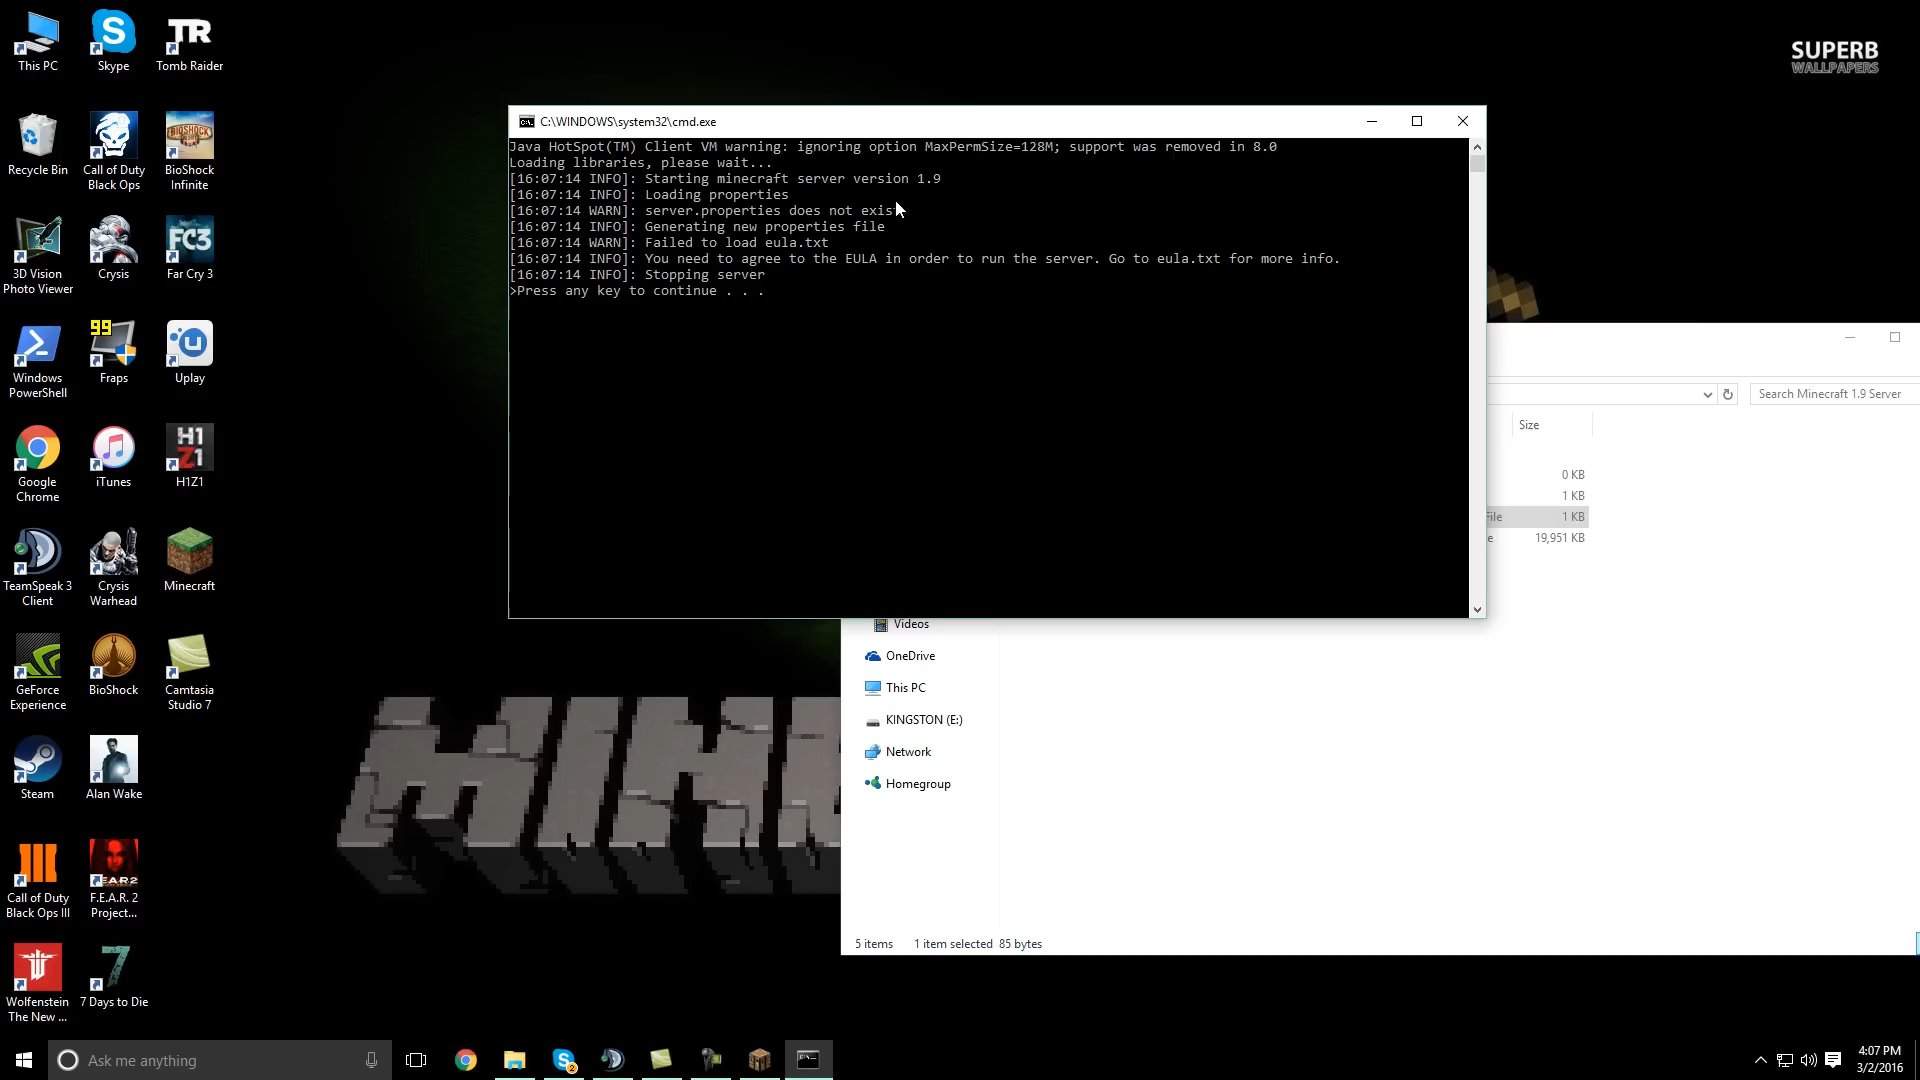 This PC
Skype
TR
Tomb Raider
SUPERB
WALLPAPERS
Recycle Bin
Call of Duty
Black Ops
BIOSHOCK
INFINITE
BioShock
Infinite
3D Vision
Photo Viewer
Crysis
FC3
Far Cry 3
Windows
PowerShell
99
Fraps
Uplay
Google
Chrome
iTunes
H1Z1
H1Z1
TeamSpeak 3
Client
Crysis
Warhead
Minecraft
GeForce
Experience
BioShock
Camtasia
Studio 7
Steam
Alan Wake
Call of Duty
Black Ops III
F.E.A.R. 2
Project...
Wolfenstein
The New ...
7
7 Days to Die
C:\WINDOWS\system32\cmd.exe
Java HotSpot(TM) Client VM warning: ignoring option MaxPermSize=128M; support was removed in 8.0
Loading libraries, please wait...
[16:07:14 INFO]: Starting minecraft server version 1.9
[16:07:14 INFO]: Loading properties
[16:07:14 WARN]: server.properties does not exist
[16:07:14 INFO]: Generating new properties file
[16:07:14 WARN]: Failed to load eula.txt
[16:07:14 INFO]: You need to agree to the EULA in order to run the server. Go to eula.txt for more info.
[16:07:14 INFO]: Stopping server
>Press any key to continue . . .
Search Minecraft 1.9 Server
Size
0 KB
1 KB
File 1 KB
e 19,951 KB
Videos
OneDrive
This PC
KINGSTON (E:)
Network
Homegroup
5 items 1 item selected 85 bytes
Ask me anything
2
4:07 PM
3/2/2016